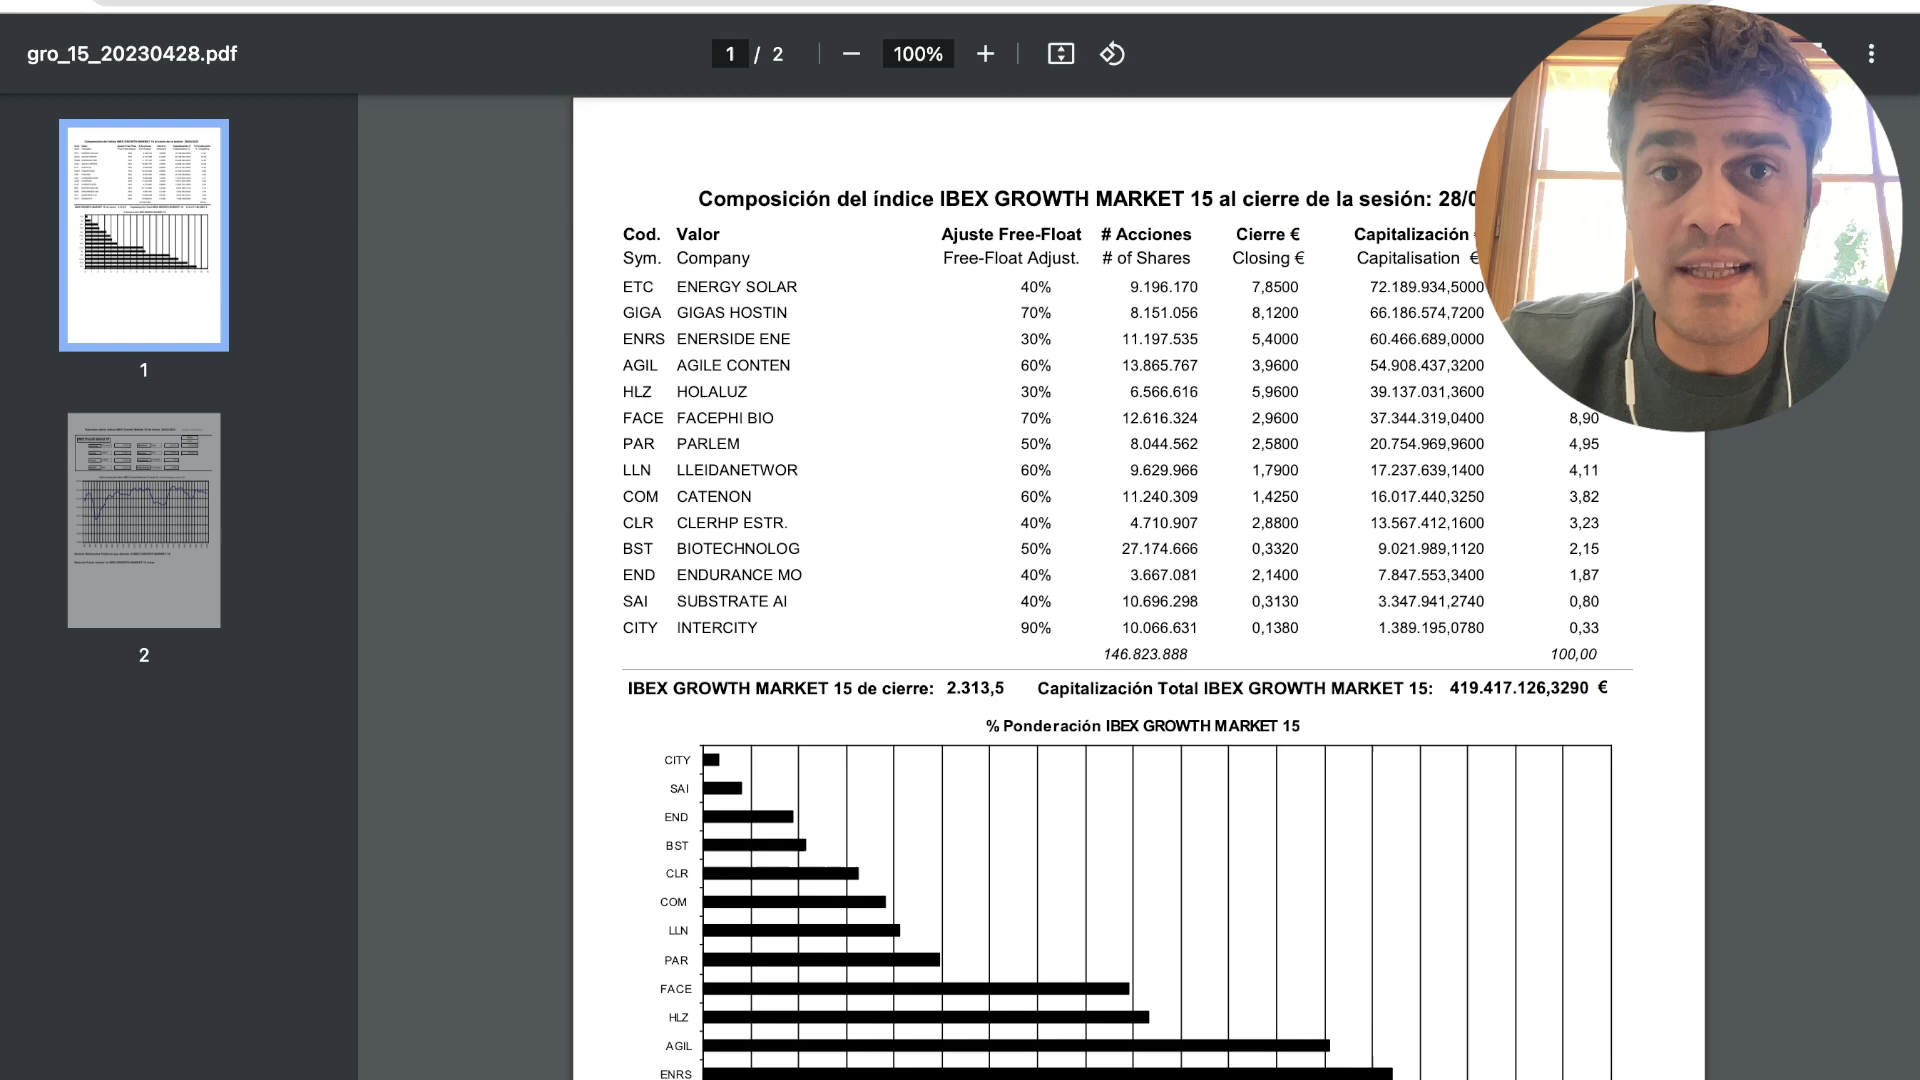 gro_15_20230428.pdf
1 / 2
100%
1
2
Composición del índice IBEX GROWTH MARKET 15 al cierre de la sesión: 28/0
Cod. Valor Ajuste Free-Float # Acciones Cierre € Capitalización
Sym. Company Free-Float Adjust. # of Shares Closing € Capitalisation €
ETC ENERGY SOLAR 40% 9.196.170 7,8500 72.189.934,5000
GIGA GIGAS HOSTIN 70% 8.151.056 8,1200 66.186.574,7200
ENRS ENERSIDE ENE 30% 11.197.535 5,4000 60.466.689,0000
AGIL AGILE CONTEN 60% 13.865.767 3,9600 54.908.437,3200
HLZ HOLALUZ 30% 6.566.616 5,9600 39.137.031,3600
FACE FACEPHI BIO 70% 12.616.324 2,9600 37.344.319,0400 8,90
PAR PARLEM 50% 8.044.562 2,5800 20.754.969,9600 4,95
LLN LLEIDANETWOR 60% 9.629.966 1,7900 17.237.639,1400 4,11
COM CATENON 60% 11.240.309 1,4250 16.017.440,3250 3,82
CLR CLERHP ESTR. 40% 4.710.907 2,8800 13.567.412,1600 3,23
BST BIOTECHNOLOG 50% 27.174.666 0,3320 9.021.989,1120 2,15
END ENDURANCE MO 40% 3.667.081 2,1400 7.847.553,3400 1,87
SAI SUBSTRATE AI 40% 10.696.298 0,3130 3.347.941,2740 0,80
CITY INTERCITY 90% 10.066.631 0,1380 1.389.195,0780 0,33
146.823.888 100,00
IBEX GROWTH MARKET 15 de cierre: 2.313,5 Capitalización Total IBEX GROWTH MARKET 15: 419.417.126,3290 €
% Ponderación IBEX GROWTH MARKET 15
CITY
SAI
END
BST
CLR
COM
LLN
PAR
FACE
HLZ
AGIL
ENRS